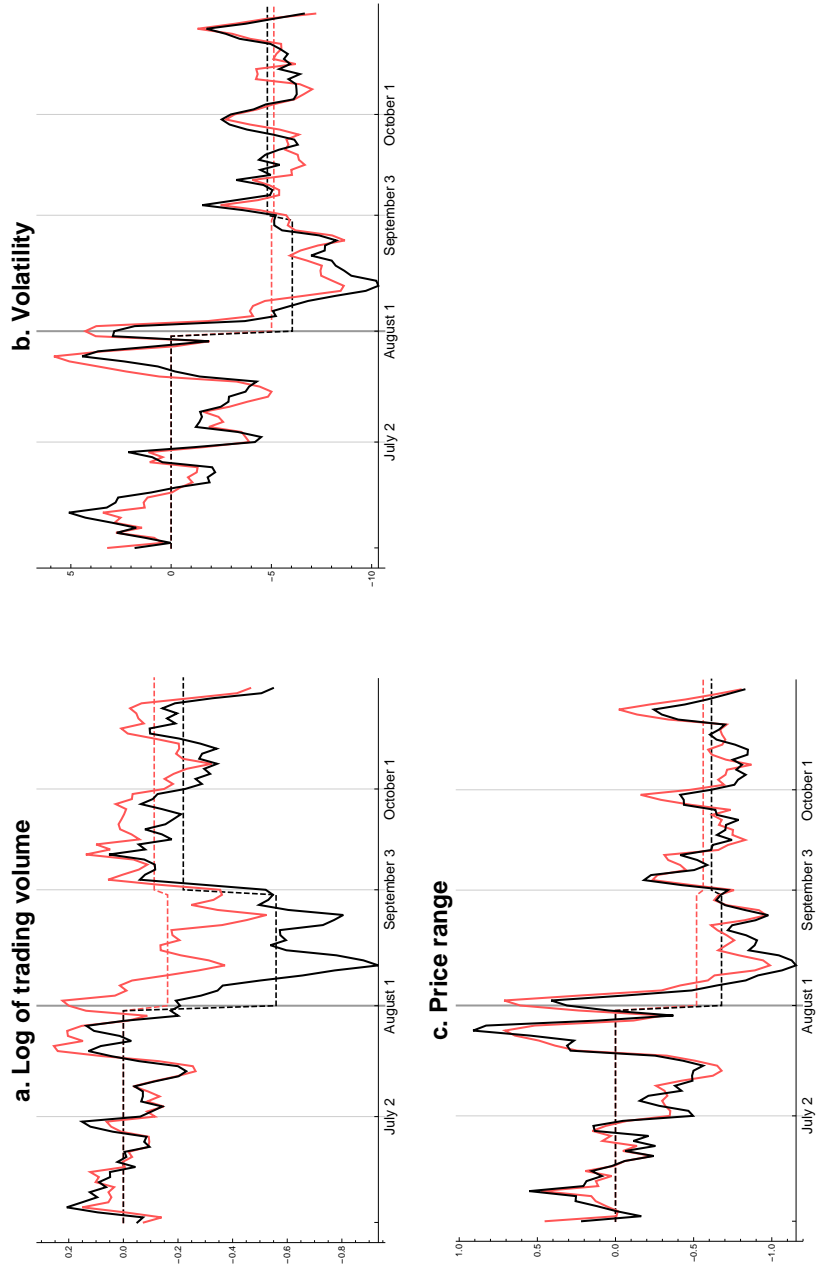 a. Log of trading volume
0.2
0.0
−0.2
−0.4
−0.6
−0.8
July 2
August 1
September 3
October 1
b. Volatility
5
0
−5
−10
July 2
August 1
September 3
October 1
c. Price range
1.0
0.5
0.0
−0.5
−1.0
July 2
August 1
September 3
October 1